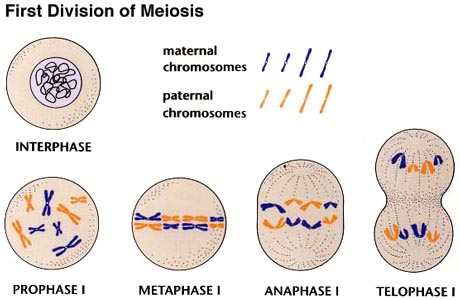 First Division of Meiosis
maternal
chromosomes
paternal
chromosomes
INTERPHASE
PROPHASE I
METAPHASE I
ANAPHASE I
TELOPHASE I